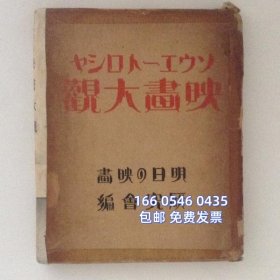 ソウエートロシヤ
映畫大觀
明日の映畫
會編
166 0546 0435
包邮 免费发票